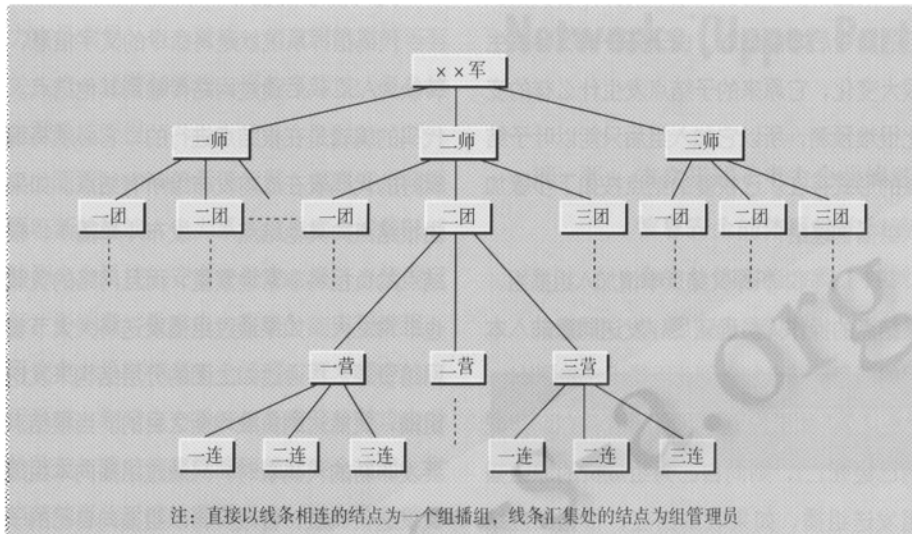 ××军
一师 二师 三师
一团 二团 一团 二团 三团 一团 二团 三团
一营 二营 三营
一连 二连 三连 一连 二连 三连
注：直接以线条相连的结点为一个组播组，线条汇集处的结点为组管理员